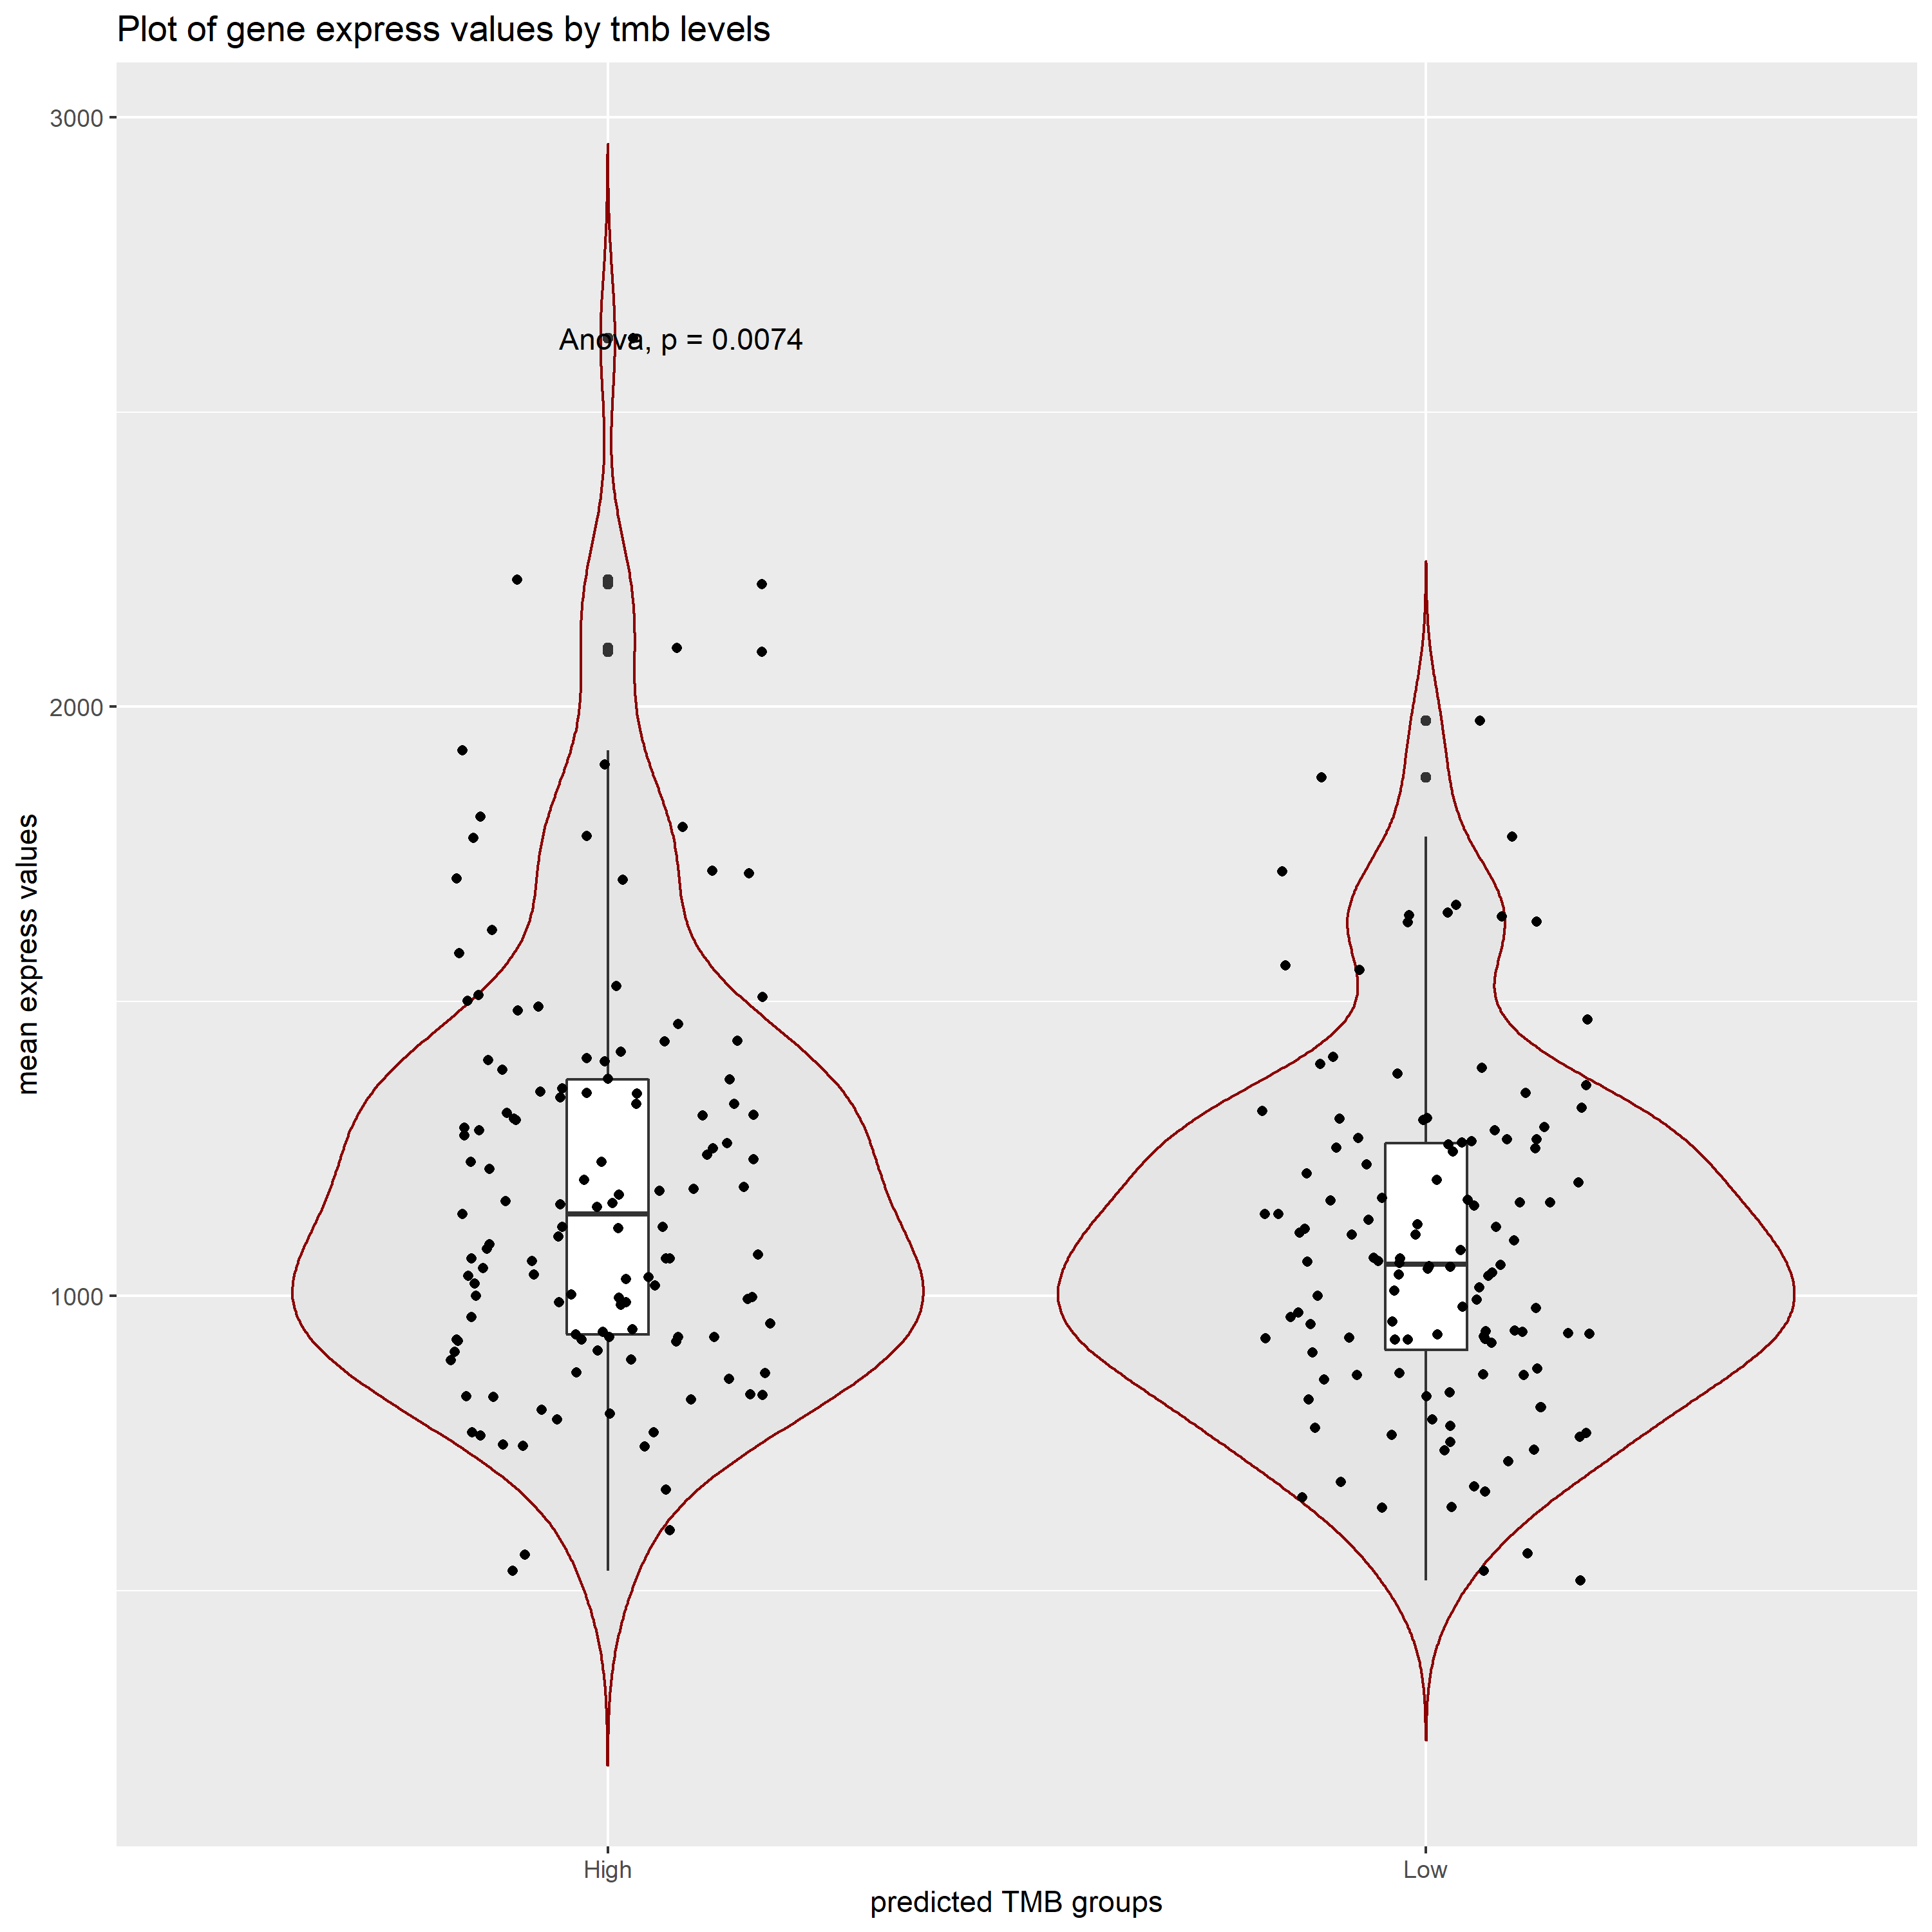 Plot of gene express values by tmb levels
3000
Anova, p = 0.0074
2000
mean express values
1000
High
Low
predicted TMB groups